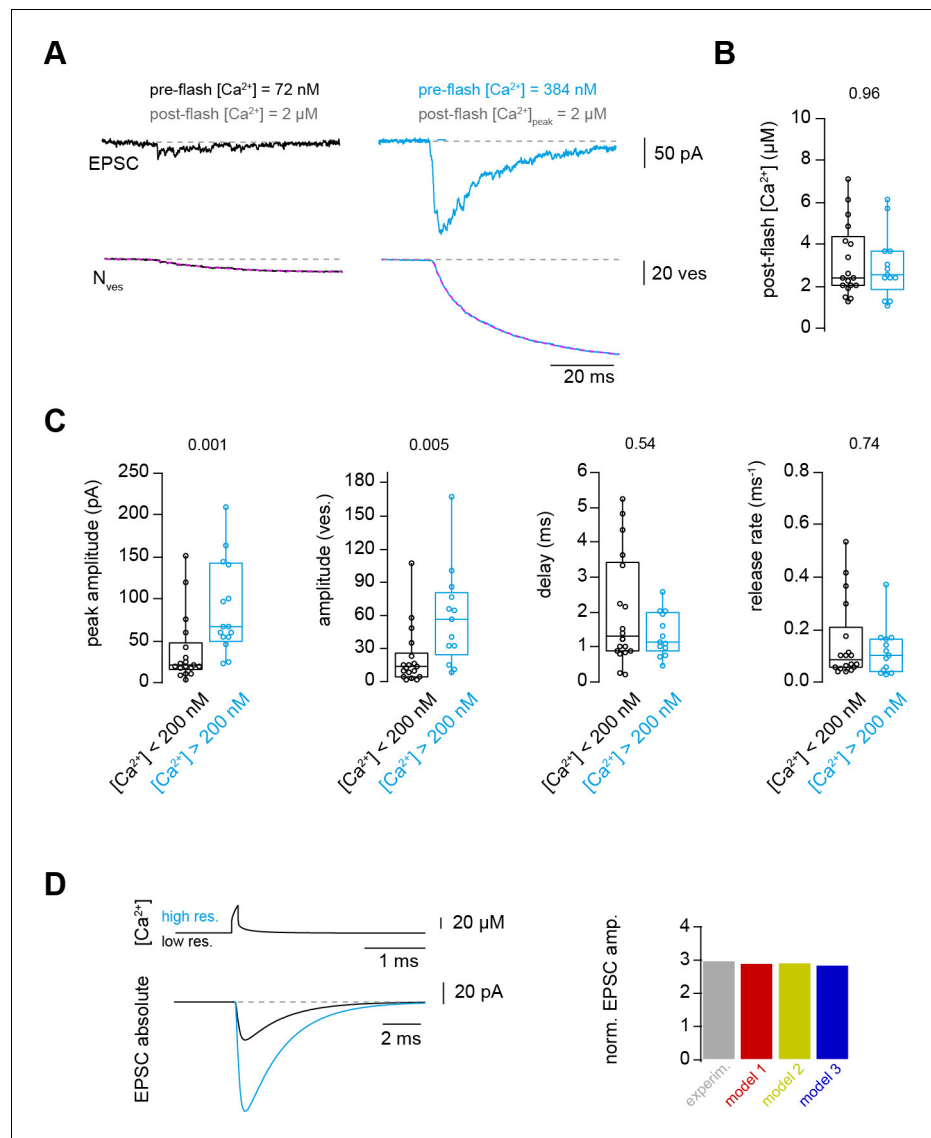 A
pre-flash [Ca²⁺] = 72 nM
post-flash [Ca²⁺] = 2 µM
EPSC
N_ves
pre-flash [Ca²⁺] = 384 nM
post-flash [Ca²⁺]_peak = 2 µM
50 pA
20 ves
20 ms
B
0.96
post-flash [Ca²⁺] (µM)
10
8
6
4
2
0
C
0.001
peak amplitude (pA)
250
200
150
100
50
0
[Ca²⁺] < 200 nM
[Ca²⁺] > 200 nM
0.005
amplitude (ves.)
180
150
120
90
60
30
0
[Ca²⁺] < 200 nM
[Ca²⁺] > 200 nM
0.54
delay (ms)
6
5
4
3
2
1
0
[Ca²⁺] < 200 nM
[Ca²⁺] > 200 nM
0.74
release rate (ms⁻¹)
0.8
0.6
0.4
0.2
0.0
[Ca²⁺] < 200 nM
[Ca²⁺] > 200 nM
D
[Ca²⁺]
high res.
low res.
20 µM
1 ms
EPSC absolute
20 pA
2 ms
norm. EPSC amp.
4
3
2
1
0
experim.
model 1
model 2
model 3